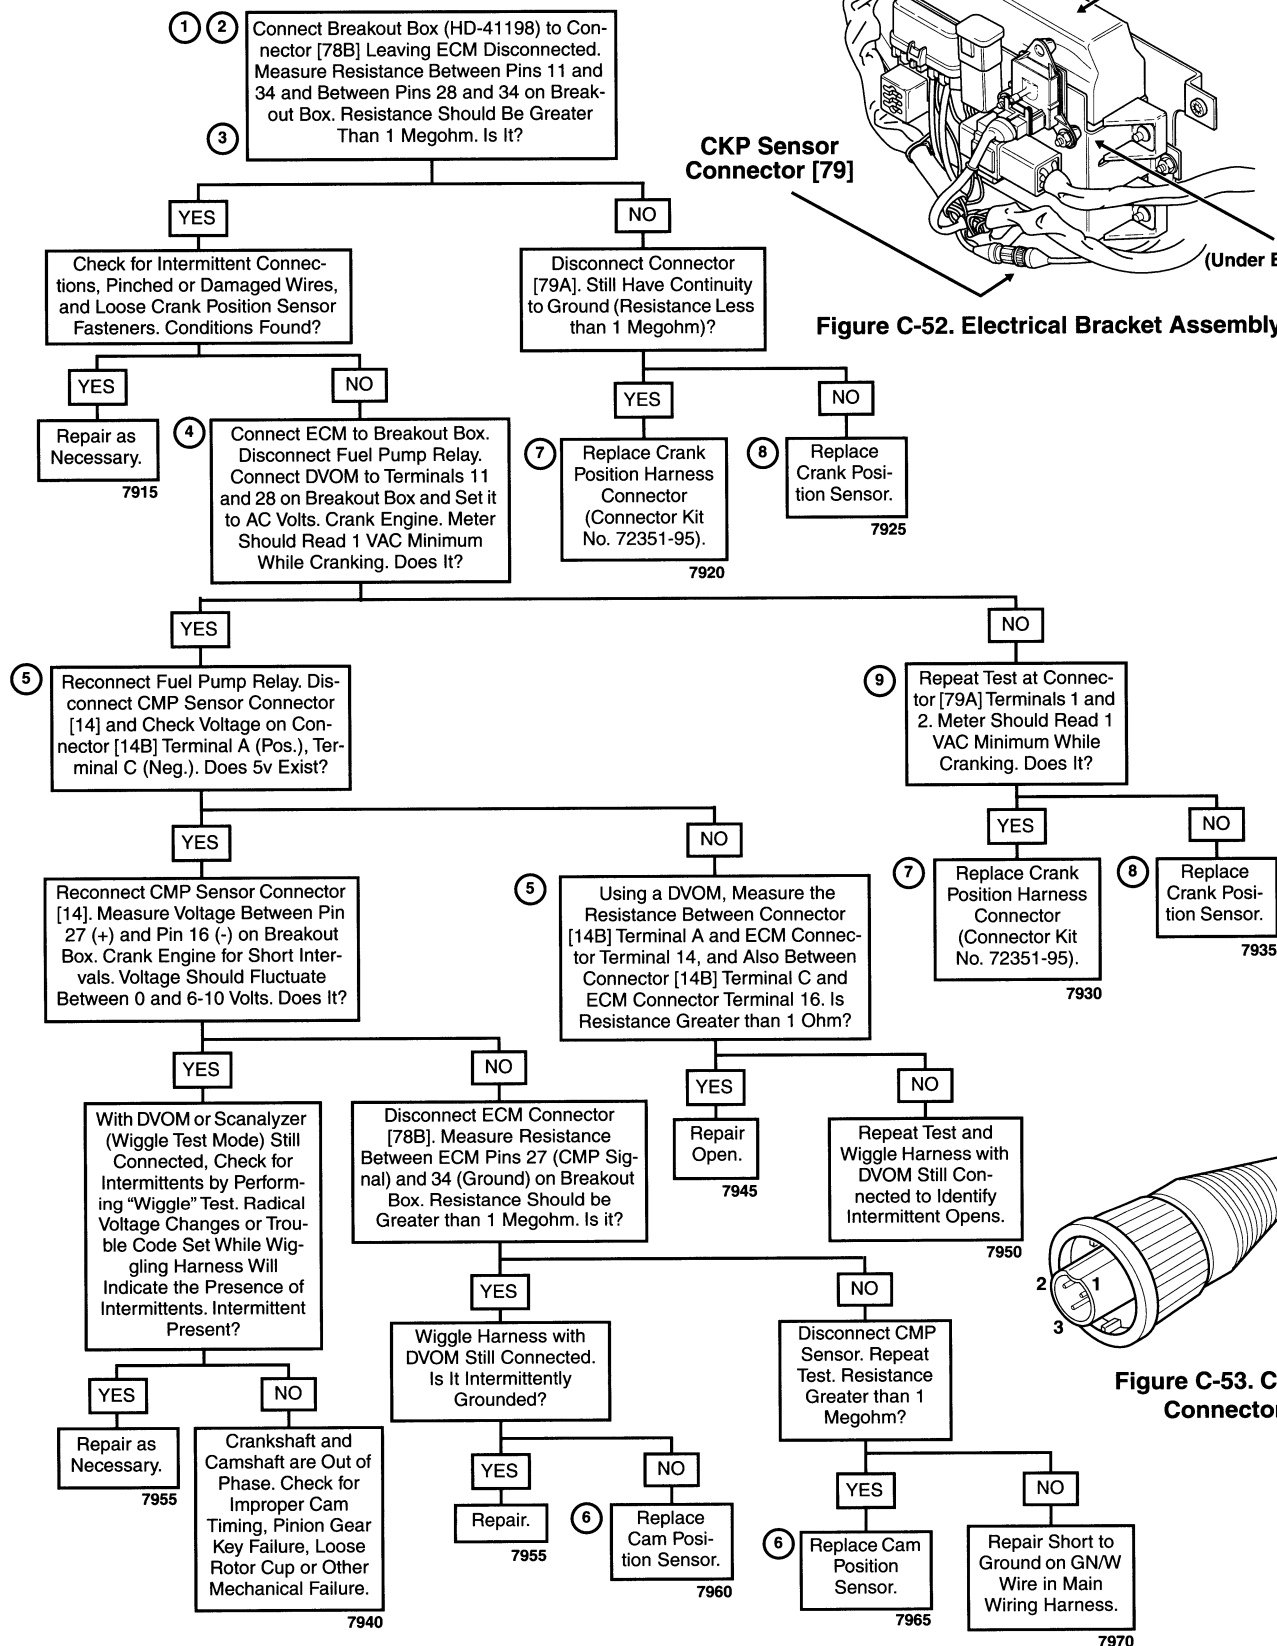 1
2
Connect Breakout Box (HD-41198) to Con-
nector [78B] Leaving ECM Disconnected.
Measure Resistance Between Pins 11 and
34 and Between Pins 28 and 34 on Break-
out Box. Resistance Should Be Greater
3
Than 1 Megohm. Is It?
CKP Sensor
Connector [79]
(Under
Figure C-52. Electrical Bracket Assembly
YES
NO
Check for Intermittent Connec-
tions, Pinched or Damaged Wires,
and Loose Crank Position Sensor
Fasteners. Conditions Found?
Disconnect Connector
[79A]. Still Have Continuity
to Ground (Resistance Less
than 1 Megohm)?
YES
NO
YES
NO
Repair as
Necessary.
7915
4
Connect ECM to Breakout Box.
Disconnect Fuel Pump Relay.
Connect DVOM to Terminals 11
and 28 on Breakout Box and Set it
to AC Volts. Crank Engine. Meter
Should Read 1 VAC Minimum
While Cranking. Does It?
7
Replace Crank
Position Harness
Connector
(Connector Kit
No. 72351-95).
7920
8
Replace
Crank Posi-
tion Sensor.
7925
YES
NO
5
Reconnect Fuel Pump Relay. Dis-
connect CMP Sensor Connector
[14] and Check Voltage on Con-
nector [14B] Terminal A (Pos.), Ter-
minal C (Neg.). Does 5v Exist?
9
Repeat Test at Connec-
tor [79A] Terminals 1 and
2. Meter Should Read 1
VAC Minimum While
Cranking. Does It?
YES
NO
YES
NO
Reconnect CMP Sensor Connector
[14]. Measure Voltage Between Pin
27 (+) and Pin 16 (-) on Breakout
Box. Crank Engine for Short Inter-
vals. Voltage Should Fluctuate
Between 0 and 6-10 Volts. Does It?
5
Using a DVOM, Measure the
Resistance Between Connector
[14B] Terminal A and ECM Connec-
tor Terminal 14, and Also Between
Connector [14B] Terminal C and
ECM Connector Terminal 16. Is
Resistance Greater than 1 Ohm?
7
Replace Crank
Position Harness
Connector
(Connector Kit
No. 72351-95).
7930
8
Replace
Crank Posi-
tion Sensor.
7935
YES
NO
YES
NO
With DVOM or Scanalyzer
(Wiggle Test Mode) Still
Connected, Check for
Intermittents by Perform-
ing “Wiggle” Test. Radical
Voltage Changes or Trou-
ble Code Set While Wig-
gling Harness Will
Indicate the Presence of
Intermittents. Intermittent
Present?
Disconnect ECM Connector
[78B]. Measure Resistance
Between ECM Pins 27 (CMP Sig-
nal) and 34 (Ground) on Breakout
Box. Resistance Should be
Greater than 1 Megohm. Is it?
Repair
Open.
7945
Repeat Test and
Wiggle Harness with
DVOM Still Con-
nected to Identify
Intermittent Opens.
7950
2
1
3
Figure C-53.
YES
NO
Wiggle Harness with
DVOM Still Connected.
Is It Intermittently
Grounded?
Disconnect CMP
Sensor. Repeat
Test. Resistance
Greater than 1
Megohm?
YES
NO
Repair as
Necessary.
7955
Crankshaft and
Camshaft are Out of
Phase. Check for
Improper Cam
Timing, Pinion Gear
Key Failure, Loose
Rotor Cup or Other
Mechanical Failure.
7940
YES
NO
Repair.
7955
6
Replace
Cam Posi-
tion Sensor.
7960
YES
NO
6
Replace Cam
Position
Sensor.
7965
Repair Short to
Ground on GN/W
Wire in Main
Wiring Harness.
7970